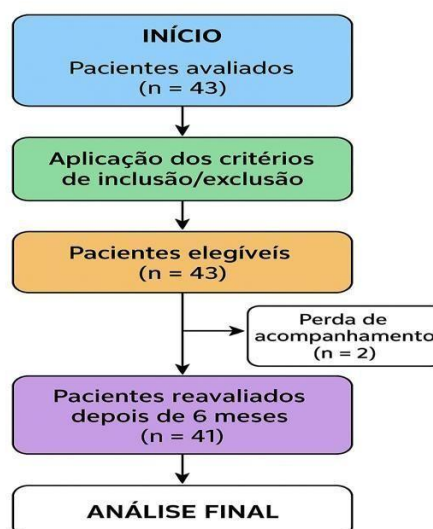 INÍCIO
Pacientes avaliados
(n = 43)
Aplicação dos critérios
de inclusão/exclusão
Pacientes elegíveis
(n = 43)
Perda de
acompanhamento
(n = 2)
Pacientes reavaliados
depois de 6 meses
(n = 41)
ANÁLISE FINAL